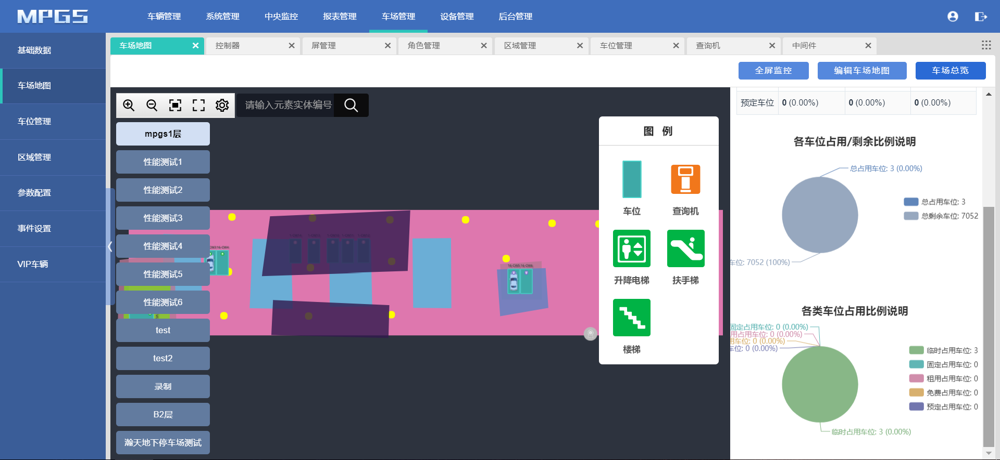 MPGS
车辆管理
系统管理
中央监控
报表管理
车场管理
设备管理
后台管理
基础数据
车场地图
车位管理
区域管理
参数配置
事件设置
VIP车辆
车场地图
控制器
屏管理
角色管理
区域管理
车位管理
查询机
中间件
全屏监控
编辑车场地图
车场总览
请输入元素实体编号
mpgs1层
性能测试1
性能测试2
性能测试3
性能测试4
性能测试5
性能测试6
test
test2
录制
B2层
瀚天地下停车场测试
16-CW5 16-CW6
图 例
车位
查询机
升降电梯
扶手梯
楼梯
预定车位 0 (0.00%) 0 (0.00%) 0 (0.00%)
各车位占用/剩余比例说明
总占用车位: 3 (0.00%)
总占用车位: 3
总剩余车位: 7052
车位: 7052 (100%)
各类车位占用比例说明
固定占用车位: 0 (0.00%)
用占用车位: 0 (0.00%)
用车位: 0 (0.00%)
车位: 0 (0.00%)
临时占用车位: 3
固定占用车位: 0
租用占用车位: 0
免费占用车位: 0
预定占用车位: 0
临时占用车位: 3 (0.00%)